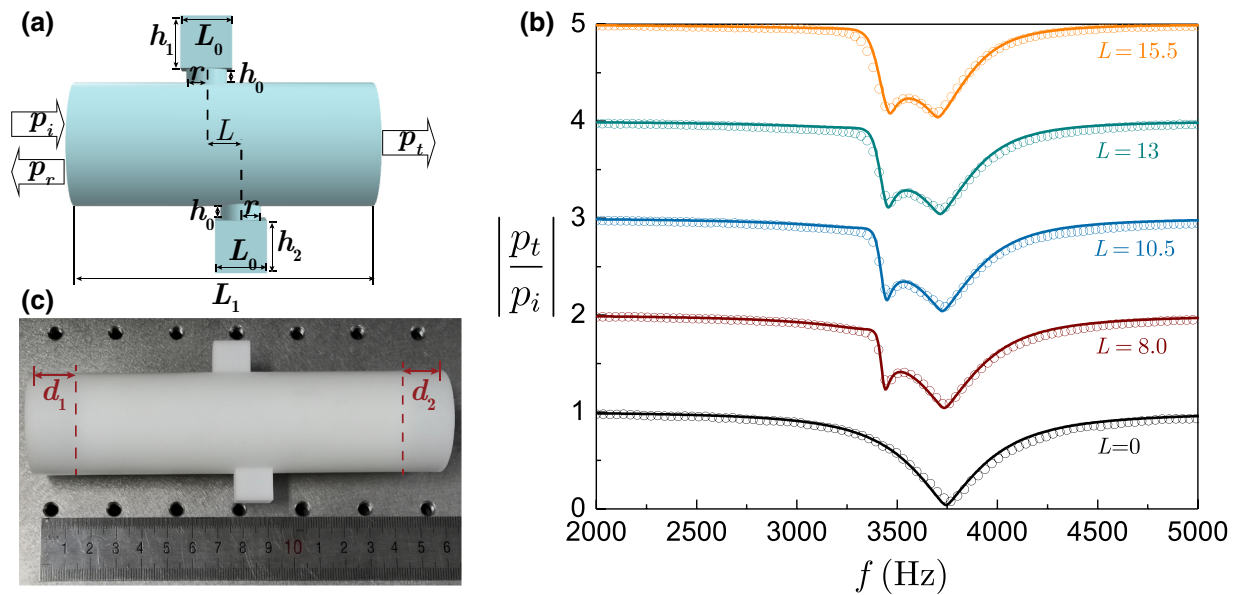 (a)
h₁
L₀
r
h₀
pᵢ
L
pₜ
pᵣ
h₀
r
L₀
h₂
L₁
(b)
5
4
3
2
1
0
|pₜ/pᵢ|
L = 15.5
L = 13
L = 10.5
L = 8.0
L=0
2000 2500 3000 3500 4000 4500 5000
f (Hz)
(c)
d₁
d₂
1 2 3 4 5 6 7 8 9 10 1 2 3 4 5 6